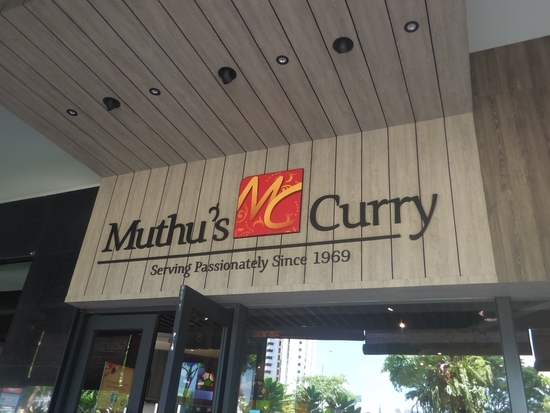 Muthu's MC Curry
Serving Passionately Since 1969